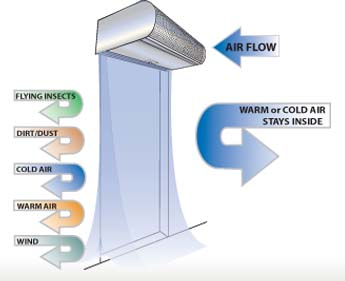 AIR FLOW
FLYING INSECTS
DIRT/DUST
COLD AIR
WARM AIR
WIND
WARM or COLD AIR
STAYS INSIDE